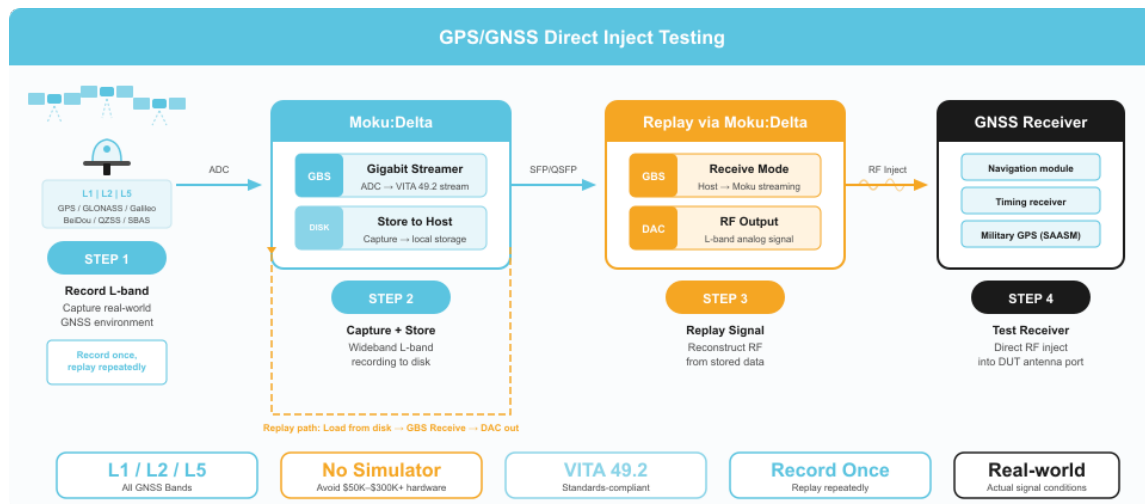 GPS/GNSS Direct Inject Testing
L1 | L2 | L5
GPS / GLONASS / Galileo
BeiDou / QZSS / SBAS
STEP 1
Record L-band
Capture real-world
GNSS environment
Record once,
replay repeatedly
ADC
Moku:Delta
GBS
Gigabit Streamer
ADC → VITA 49.2 stream
DISK
Store to Host
Capture → local storage
STEP 2
Capture + Store
Wideband L-band
recording to disk
SFP/QSFP
Replay via Moku:Delta
GBS
Receive Mode
Host → Moku streaming
DAC
RF Output
L-band analog signal
STEP 3
Replay Signal
Reconstruct RF
from stored data
RF Inject
GNSS Receiver
Navigation module
Timing receiver
Military GPS (SAASM)
STEP 4
Test Receiver
Direct RF inject
into DUT antenna port
Replay path: Load from disk → GBS Receive → DAC out
L1 / L2 / L5
All GNSS Bands
No Simulator
Avoid $50K–$300K+ hardware
VITA 49.2
Standards-compliant
Record Once
Replay repeatedly
Real-world
Actual signal conditions